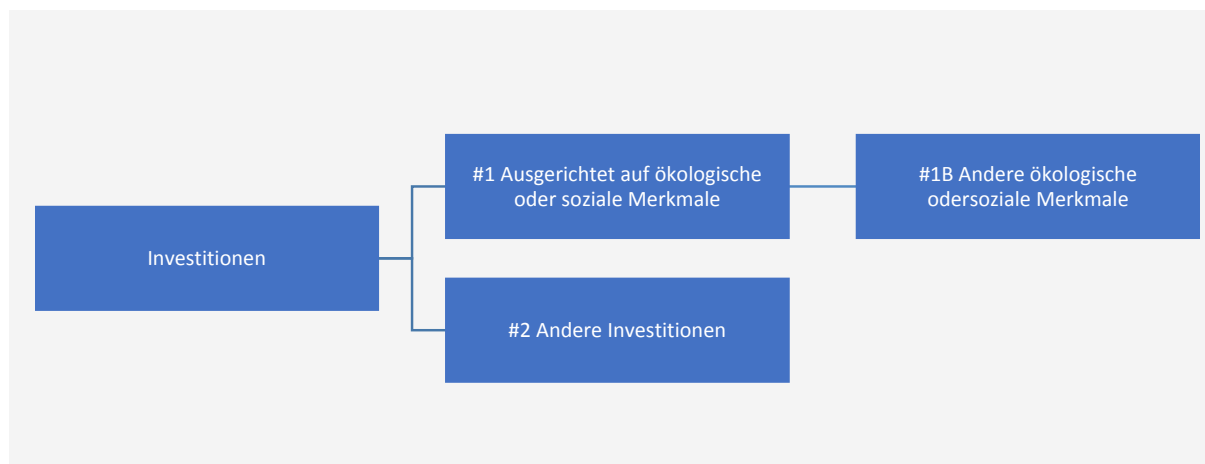 #1 Ausgerichtet auf ökologische
oder soziale Merkmale
#1B Andere ökologische
odersoziale Merkmale
Investitionen
#2 Andere Investitionen